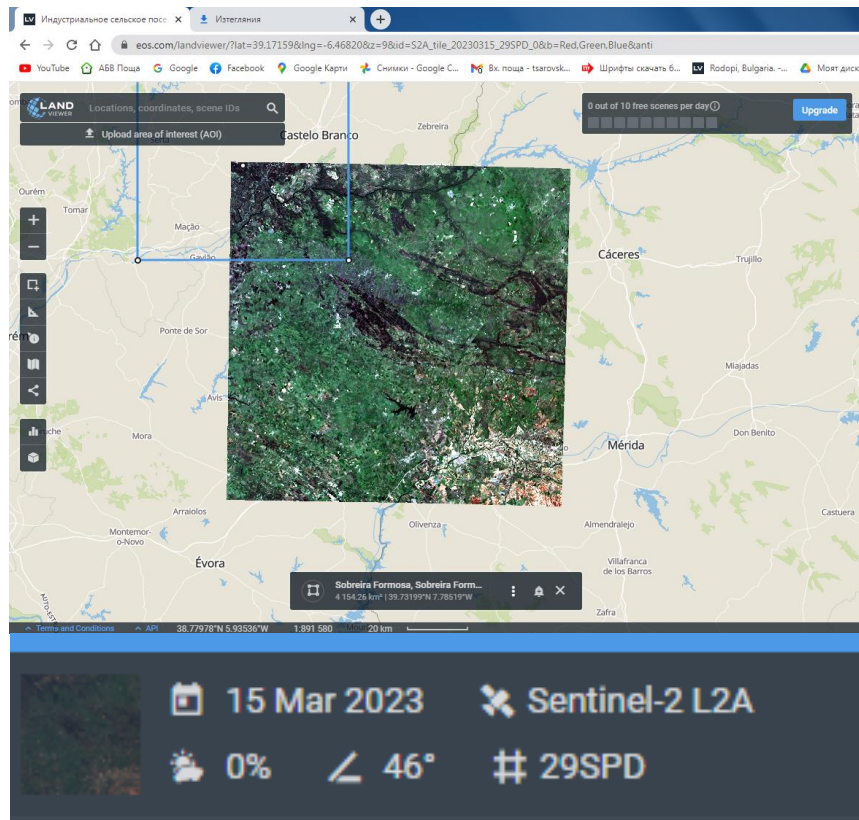 Индустриальное сельское посе
Изтегляния
eos.com/landviewer/?lat=39.17159&lng=-6.46820&z=9&id=S2A_tile_20230315_29SPD_0&b=Red,Green,Blue&anti
YouTube АБВ Поща Google Facebook Google Карти Снимки - Google C... Вх. поща - tsarovsk... Шрифты скачать б... Rodopi, Bulgaria. -... Моят диск
LAND VIEWER
Locations, coordinates, scene IDs
0 out of 10 free scenes per day
Upgrade
Upload area of interest (AOI)
Castelo Branco
Zebreira
Ourém
Tomar
Mação
Gavião
Cáceres
Trujillo
Ponte de Sor
Miajadas
Avis
Mora
Mérida
Don Benito
Arraiolos
Olivenza
Almendralejo
Castuera
Montemor-
o-Novo
Évora
Villafranca
de los Barros
Sobreira Formosa, Sobreira Form...
4 154.26 km² | 39.73199°N 7.78519°W
Zafra
Terms and Conditions API 38.77978°N 5.93536°W 1:891 580 20 km
15 Mar 2023 Sentinel-2 L2A
0% 46° 29SPD